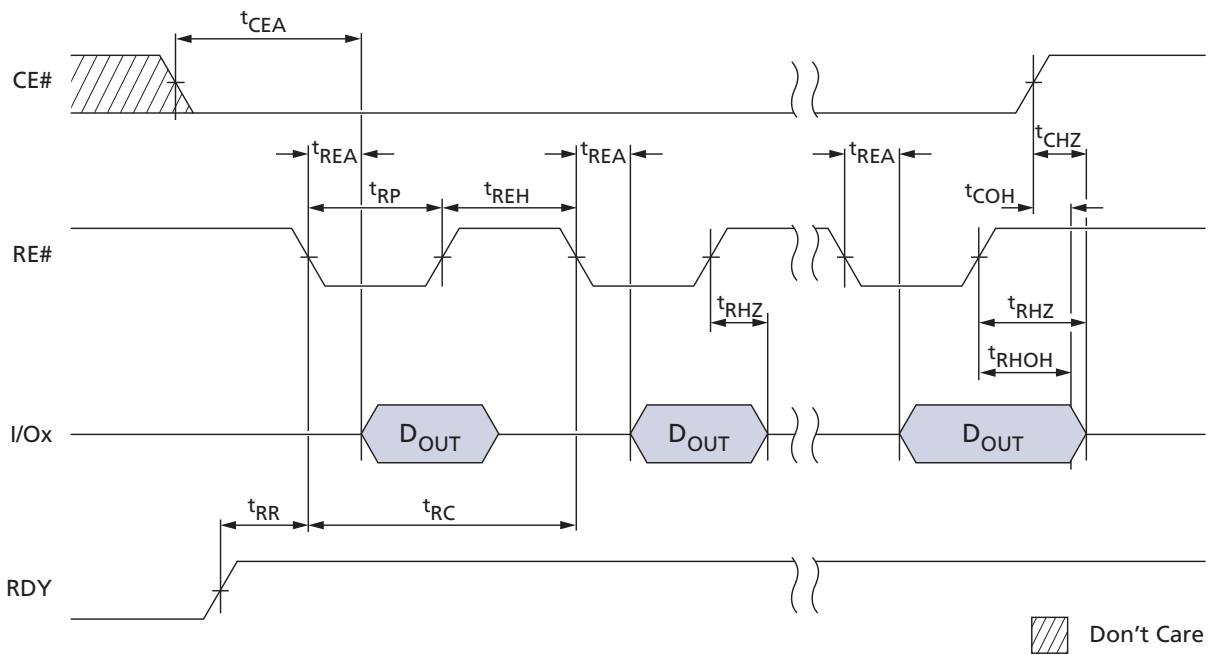 tCEA
CE#
tREA
tREA
tREA
tCHZ
tRP
tREH
tCOH
RE#
tRHZ
tRHZ
tRHOH
I/Ox
DOUT
DOUT
DOUT
tRR
tRC
RDY
Don't Care